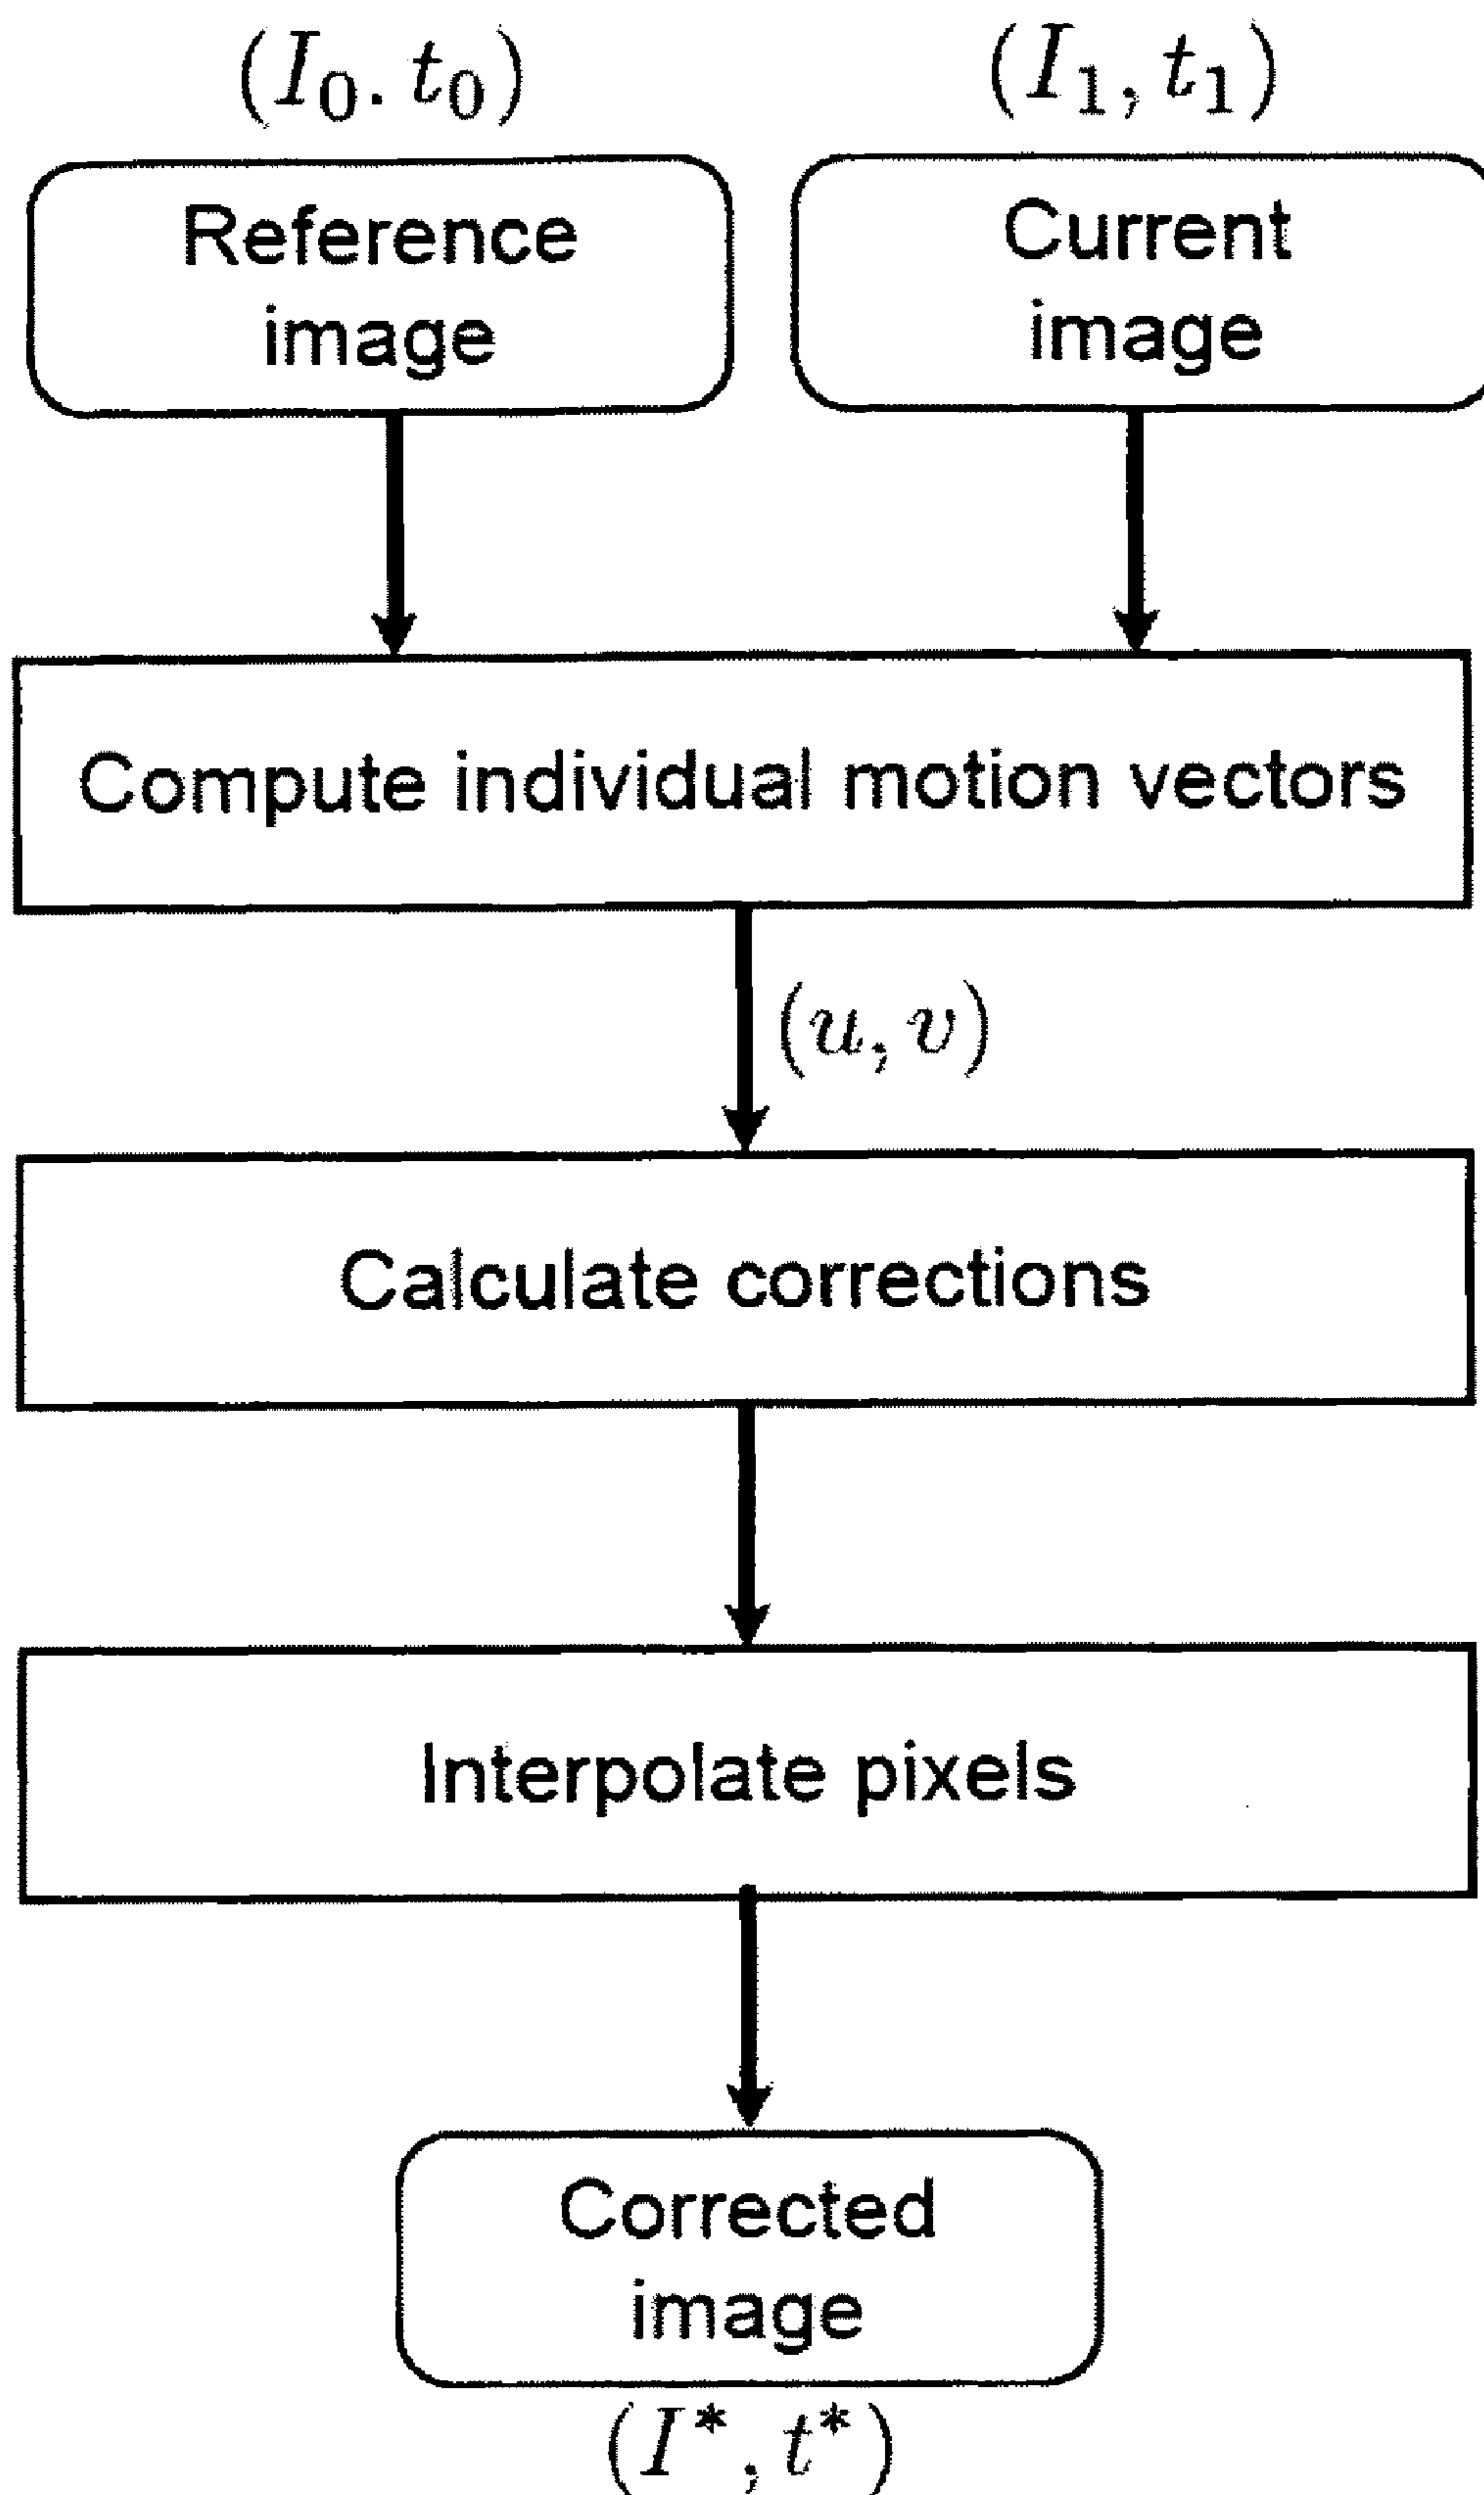 (I₀. t₀)
(I₁, t₁)
Reference
image
Current
image
Compute individual motion vectors
(u, v)
Calculate corrections
Interpolate pixels
Corrected
image
(I*, t*)